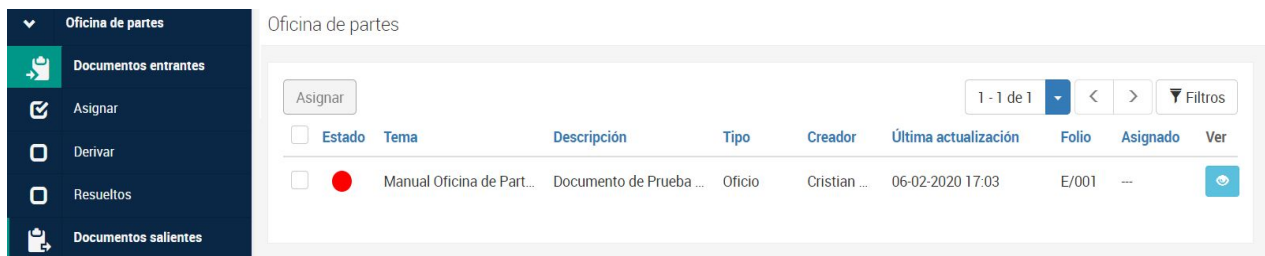 Oficina de partes
Documentos entrantes
Asignar
Derivar
Resueltos
Documentos salientes
Oficina de partes
Asignar
1 - 1 de 1
< > Filtros
Estado Tema Descripción Tipo Creador Última actualización Folio Asignado Ver
Manual Oficina de Part... Documento de Prueba ... Oficio Cristian ... 06-02-2020 17:03 E/001 ---